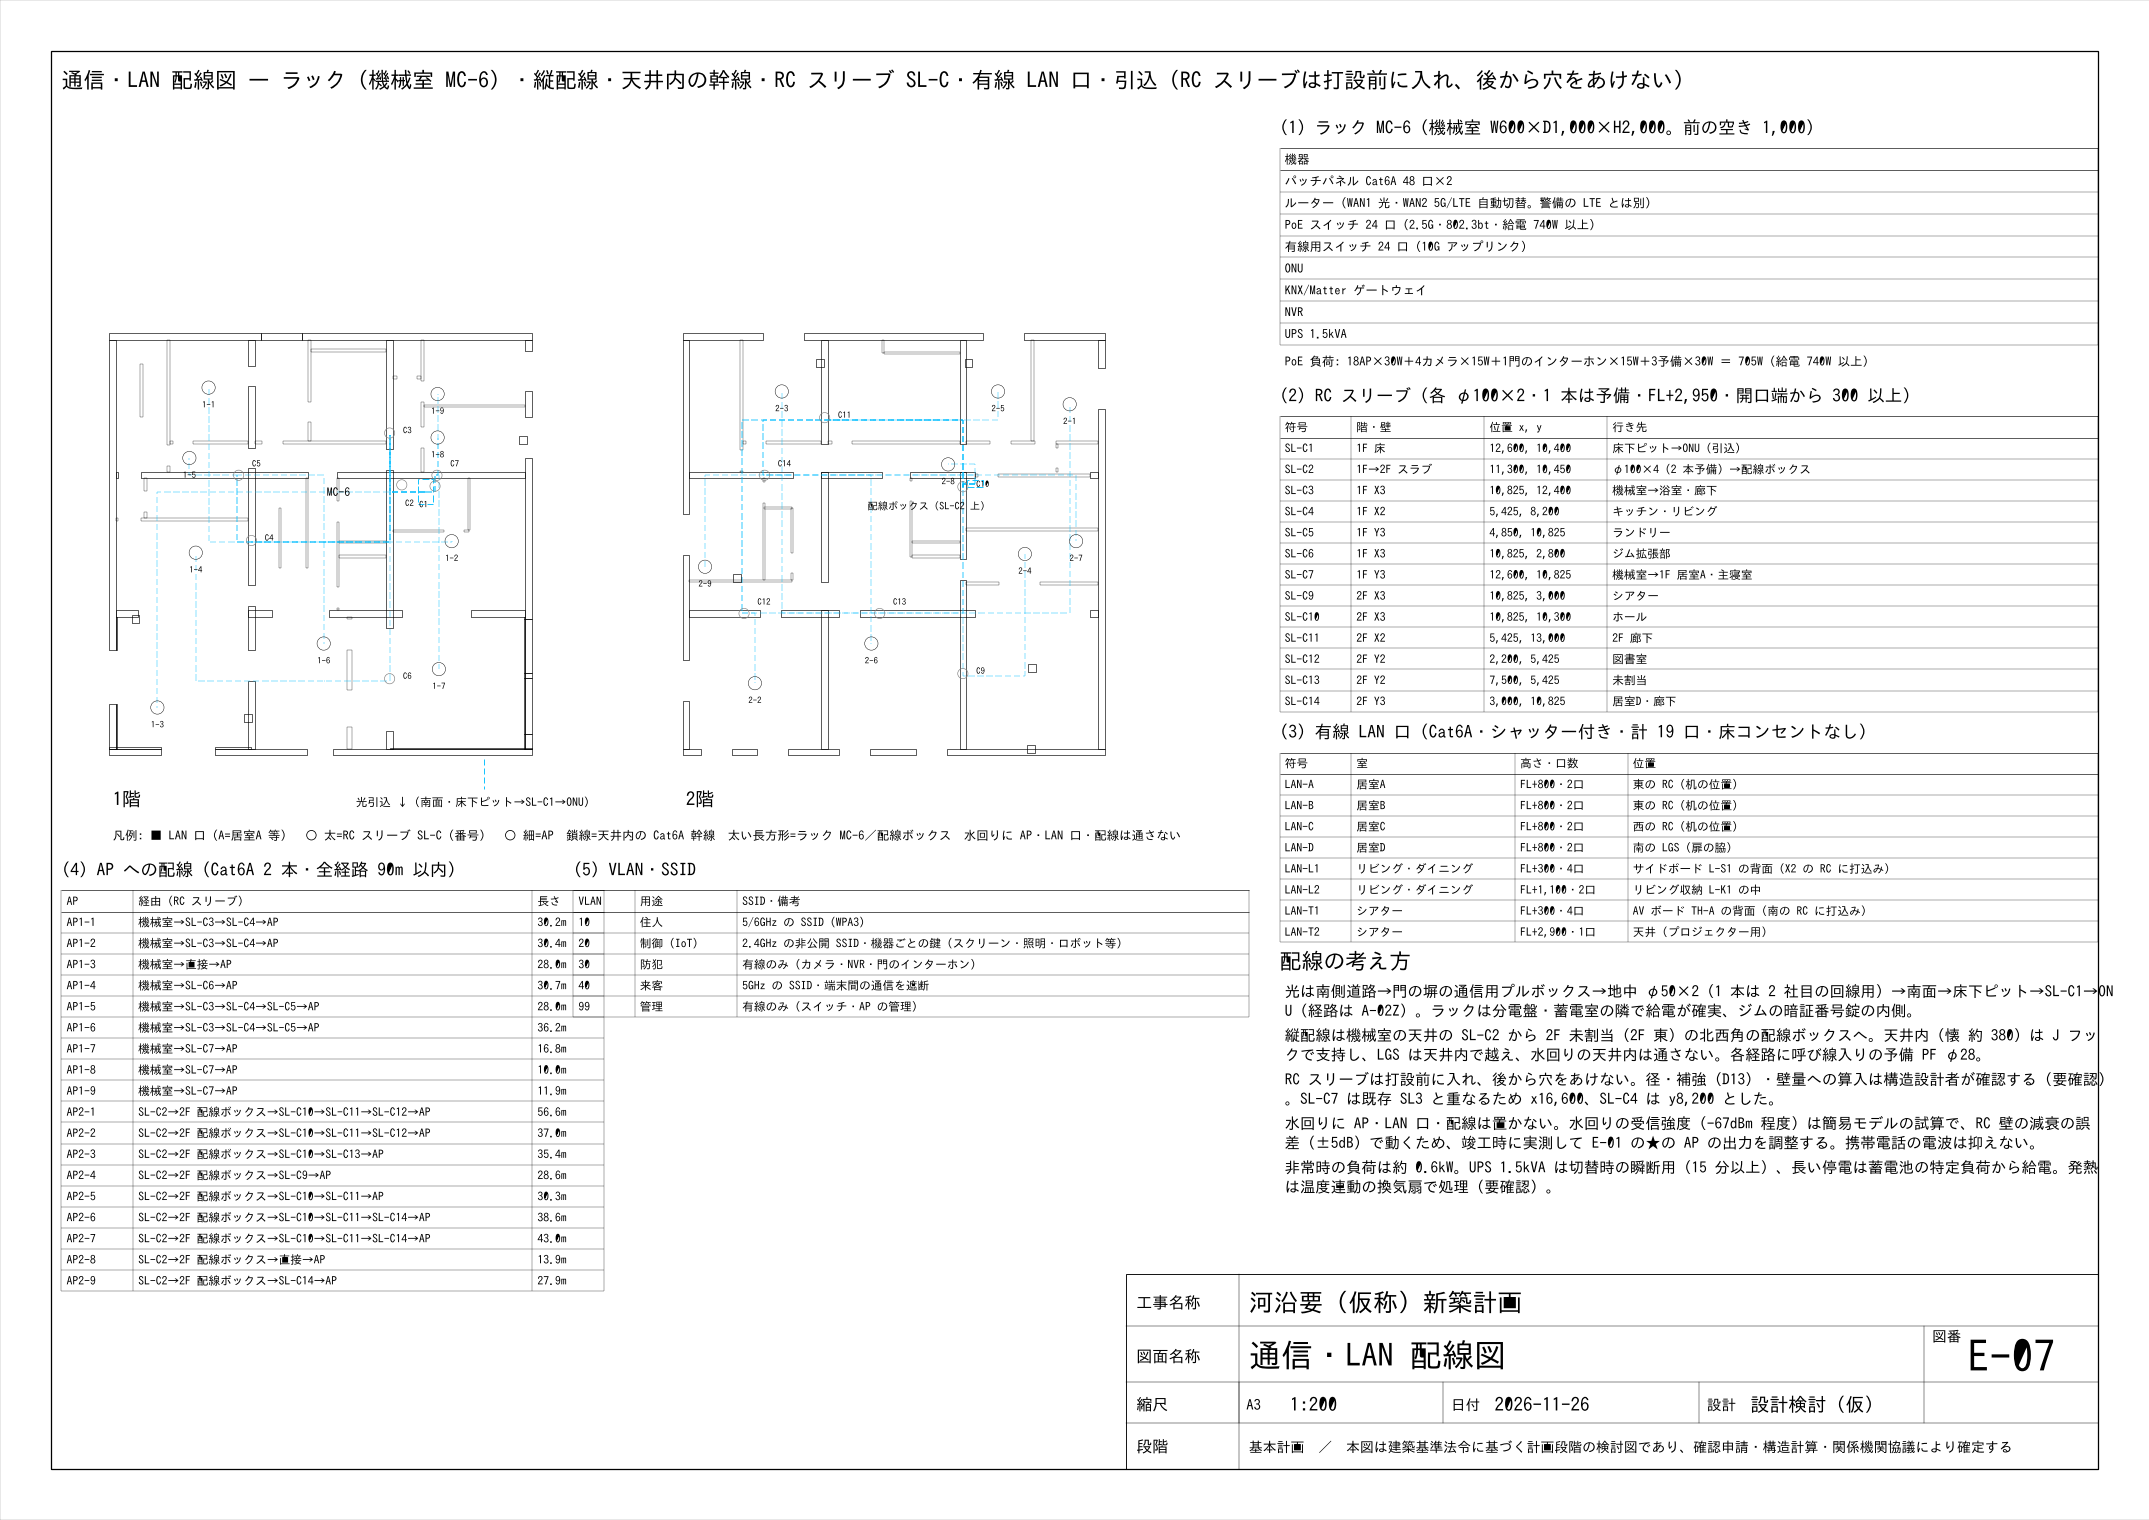 通信・LAN 配線図 ー ラック（機械室 MC-6）・縦配線・天井内の幹線・RC スリーブ SL-C・有線 LAN 口・引込（RC スリーブは打設前に入れ、後から穴をあけない）
1-1
1-9
C3
1-8
1-5
C5
C7
MC-6
C2
C1
C4
1-4
1-2
1-6
C6
1-7
1-3
1階
光引込 ↓（南面・床下ピット→SL-C1→ONU）
2-3
C11
2-5
2-1
C14
2-8
C10
配線ボックス（SL-C2 上）
2-9
2-4
2-7
C12
C13
2-6
C9
2-2
2階
凡例: ■ LAN 口（A=居室A 等） ○ 太=RC スリーブ SL-C（番号） ○ 細=AP 鎖線=天井内の Cat6A 幹線 太い長方形=ラック MC-6／配線ボックス 水回りに AP・LAN 口・配線は通さない
(1) ラック MC-6（機械室 W600×D1,000×H2,000。前の空き 1,000）
機器
パッチパネル Cat6A 48 口×2
ルーター（WAN1 光・WAN2 5G/LTE 自動切替。警備の LTE とは別）
PoE スイッチ 24 口（2.5G・802.3bt・給電 740W 以上）
有線用スイッチ 24 口（10G アップリンク）
ONU
KNX/Matter ゲートウェイ
NVR
UPS 1.5kVA
PoE 負荷: 18AP×30W+4カメラ×15W+1門のインターホン×15W+3予備×30W = 705W（給電 740W 以上）
(2) RC スリーブ（各 φ100×2・1 本は予備・FL+2,950・開口端から 300 以上）
符号 階・壁 位置 x, y 行き先
SL-C1 1F 床 12,600, 10,400 床下ピット→ONU（引込）
SL-C2 1F→2F スラブ 11,300, 10,450 φ100×4（2 本予備）→配線ボックス
SL-C3 1F X3 10,825, 12,400 機械室→浴室・廊下
SL-C4 1F X2 5,425, 8,200 キッチン・リビング
SL-C5 1F Y3 4,850, 10,825 ランドリー
SL-C6 1F X3 10,825, 2,800 ジム拡張部
SL-C7 1F Y3 12,600, 10,825 機械室→1F 居室A・主寝室
SL-C9 2F X3 10,825, 3,000 シアター
SL-C10 2F X3 10,825, 10,300 ホール
SL-C11 2F X2 5,425, 13,000 2F 廊下
SL-C12 2F Y2 2,200, 5,425 図書室
SL-C13 2F Y2 7,500, 5,425 未割当
SL-C14 2F Y3 3,000, 10,825 居室D・廊下
(3) 有線 LAN 口（Cat6A・シャッター付き・計 19 口・床コンセントなし）
符号 室 高さ・口数 位置
LAN-A 居室A FL+800・2口 東の RC（机の位置）
LAN-B 居室B FL+800・2口 東の RC（机の位置）
LAN-C 居室C FL+800・2口 西の RC（机の位置）
LAN-D 居室D FL+800・2口 南の LGS（扉の脇）
LAN-L1 リビング・ダイニング FL+300・4口 サイドボード L-S1 の背面（X2 の RC に打込み）
LAN-L2 リビング・ダイニング FL+1,100・2口 リビング収納 L-K1 の中
LAN-T1 シアター FL+300・4口 AV ボード TH-A の背面（南の RC に打込み）
LAN-T2 シアター FL+2,900・1口 天井（プロジェクター用）
配線の考え方
光は南側道路→門の塀の通信用プルボックス→地中 φ50×2（1 本は 2 社目の回線用）→南面→床下ピット→SL-C1→ON
U（経路は A-02Z）。ラックは分電盤・蓄電室の隣で給電が確実、ジムの暗証番号錠の内側。
縦配線は機械室の天井の SL-C2 から 2F 未割当（2F 東）の北西角の配線ボックスへ。天井内（懐 約 380）は J フッ
クで支持し、LGS は天井内で越え、水回りの天井内は通さない。各経路に呼び線入りの予備 PF φ28。
RC スリーブは打設前に入れ、後から穴をあけない。径・補強（D13）・壁量への算入は構造設計者が確認する（要確認）
。SL-C7 は既存 SL3 と重なるため x16,600、SL-C4 は y8,200 とした。
水回りに AP・LAN 口・配線は置かない。水回りの受信強度（-67dBm 程度）は簡易モデルの試算で、RC 壁の減衰の誤
差（±5dB）で動くため、竣工時に実測して E-01 の★の AP の出力を調整する。携帯電話の電波は抑えない。
非常時の負荷は約 0.6kW。UPS 1.5kVA は切替時の瞬断用（15 分以上）、長い停電は蓄電池の特定負荷から給電。発熱
は温度連動の換気扇で処理（要確認）。
(4) AP への配線（Cat6A 2 本・全経路 90m 以内）
AP 経由（RC スリーブ） 長さ
AP1-1 機械室→SL-C3→SL-C4→AP 30.2m
AP1-2 機械室→SL-C3→SL-C4→AP 30.4m
AP1-3 機械室→直接→AP 28.0m
AP1-4 機械室→SL-C6→AP 30.7m
AP1-5 機械室→SL-C3→SL-C4→SL-C5→AP 28.0m
AP1-6 機械室→SL-C3→SL-C4→SL-C5→AP 36.2m
AP1-7 機械室→SL-C7→AP 16.8m
AP1-8 機械室→SL-C7→AP 10.0m
AP1-9 機械室→SL-C7→AP 11.9m
AP2-1 SL-C2→2F 配線ボックス→SL-C10→SL-C11→SL-C12→AP 56.6m
AP2-2 SL-C2→2F 配線ボックス→SL-C10→SL-C11→SL-C12→AP 37.0m
AP2-3 SL-C2→2F 配線ボックス→SL-C10→SL-C13→AP 35.4m
AP2-4 SL-C2→2F 配線ボックス→SL-C9→AP 28.6m
AP2-5 SL-C2→2F 配線ボックス→SL-C10→SL-C11→AP 30.3m
AP2-6 SL-C2→2F 配線ボックス→SL-C10→SL-C11→SL-C14→AP 38.6m
AP2-7 SL-C2→2F 配線ボックス→SL-C10→SL-C11→SL-C14→AP 43.0m
AP2-8 SL-C2→2F 配線ボックス→直接→AP 13.9m
AP2-9 SL-C2→2F 配線ボックス→SL-C14→AP 27.9m
(5) VLAN・SSID
VLAN 用途 SSID・備考
10 住人 5/6GHz の SSID（WPA3）
20 制御（IoT） 2.4GHz の非公開 SSID・機器ごとの鍵（スクリーン・照明・ロボット等）
30 防犯 有線のみ（カメラ・NVR・門のインターホン）
40 来客 5GHz の SSID・端末間の通信を遮断
99 管理 有線のみ（スイッチ・AP の管理）
工事名称 河沿要（仮称）新築計画
図面名称 通信・LAN 配線図 図番 E-07
縮尺 A3 1:200 日付 2026-11-26 設計 設計検討（仮）
段階 基本計画 ／ 本図は建築基準法令に基づく計画段階の検討図であり、確認申請・構造計算・関係機関協議により確定する